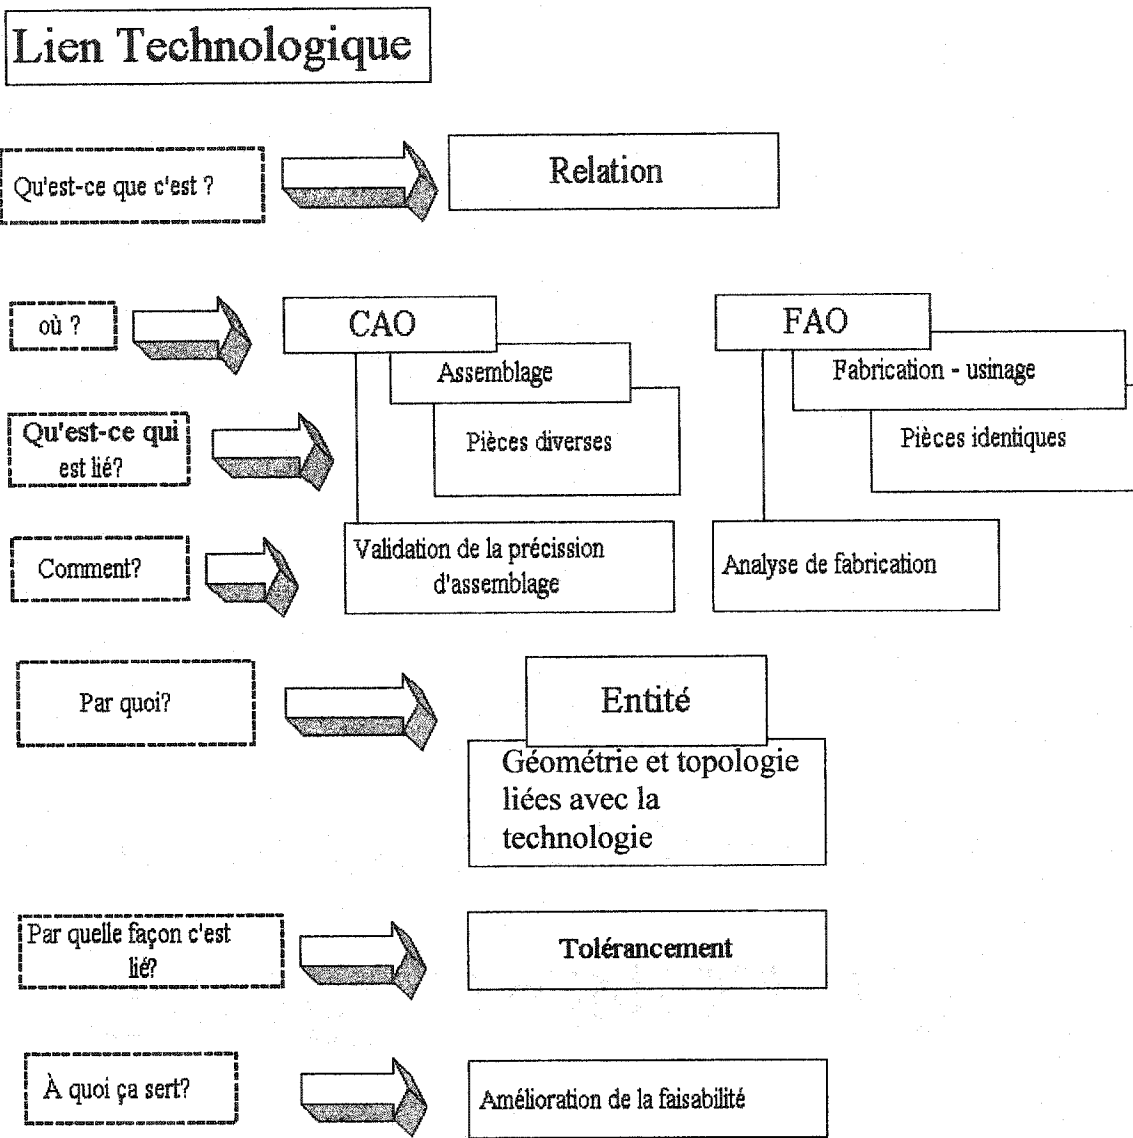 Lien Technologique
Qu'est-ce que c'est ?
Relation
où ?
CAO
FAO
Assemblage
Fabrication - usinage
Qu'est-ce qui
est lié?
Pièces diverses
Pièces identiques
Comment?
Validation de la précission
d'assemblage
Analyse de fabrication
Par quoi?
Entité
Géométrie et topologie
liées avec la
technologie
Par quelle façon c'est
lié?
Tolérancement
À quoi ça sert?
Amélioration de la faisabilité